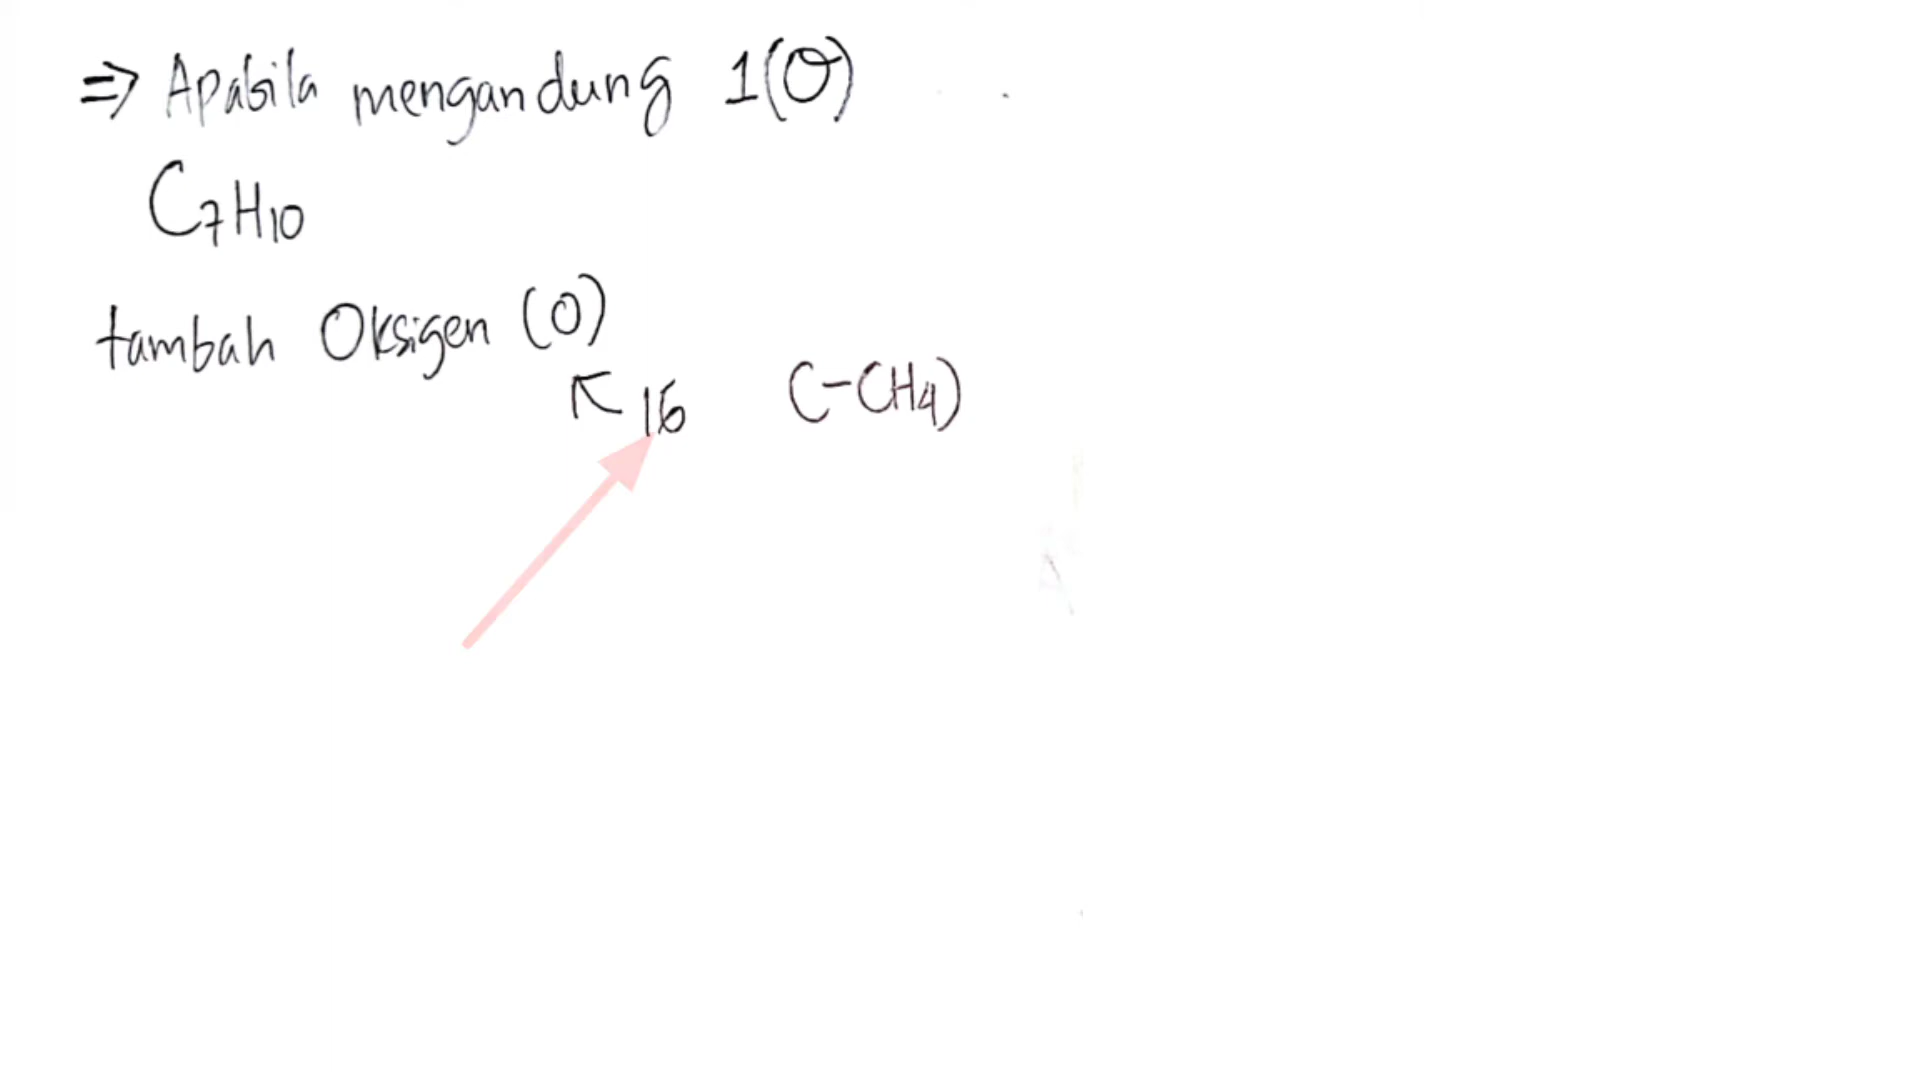 ⇒ Apabila mengandung 1(O)
C₇H₁₀
tambah Oksigen (O)
↖ 16 (-CH₄)